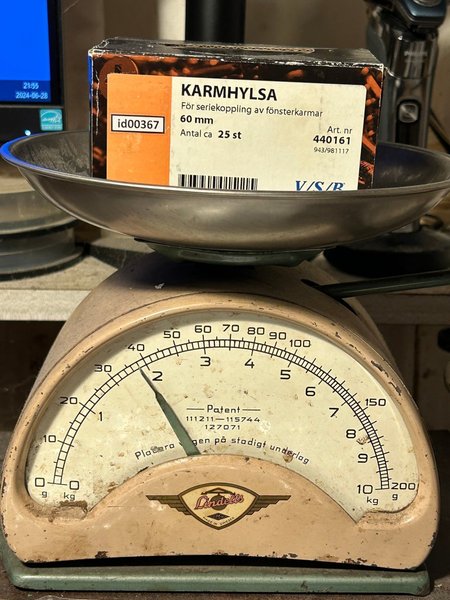 21:55
2024-06-28
KARMHYLSA
För seriekoppling av fönsterkarmar
60 mm
id00367
Antal ca 25 st
Art. nr
440161
943/981117
V/S/B
0 10 20 30 40 50 60 70 80 90 100 150 200
g g
0 1 2 3 4 5 6 7 8 9 10
kg kg
Patent
111211—115744
127071
Placera vågen på stadigt underlag
Lindells